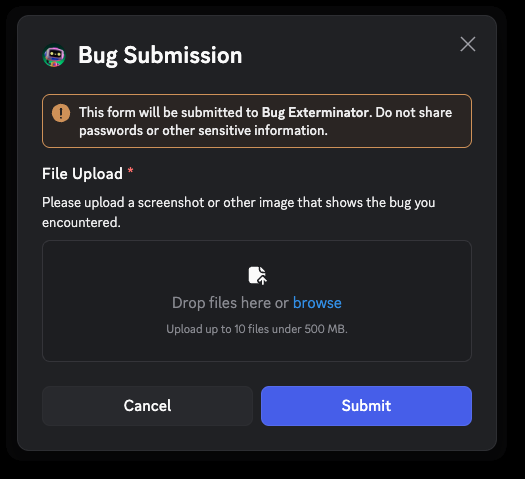 Bug Submission
This form will be submitted to Bug Exterminator. Do not share
passwords or other sensitive information.
File Upload *
Please upload a screenshot or other image that shows the bug you
encountered.
Drop files here or browse
Upload up to 10 files under 500 MB.
Cancel
Submit